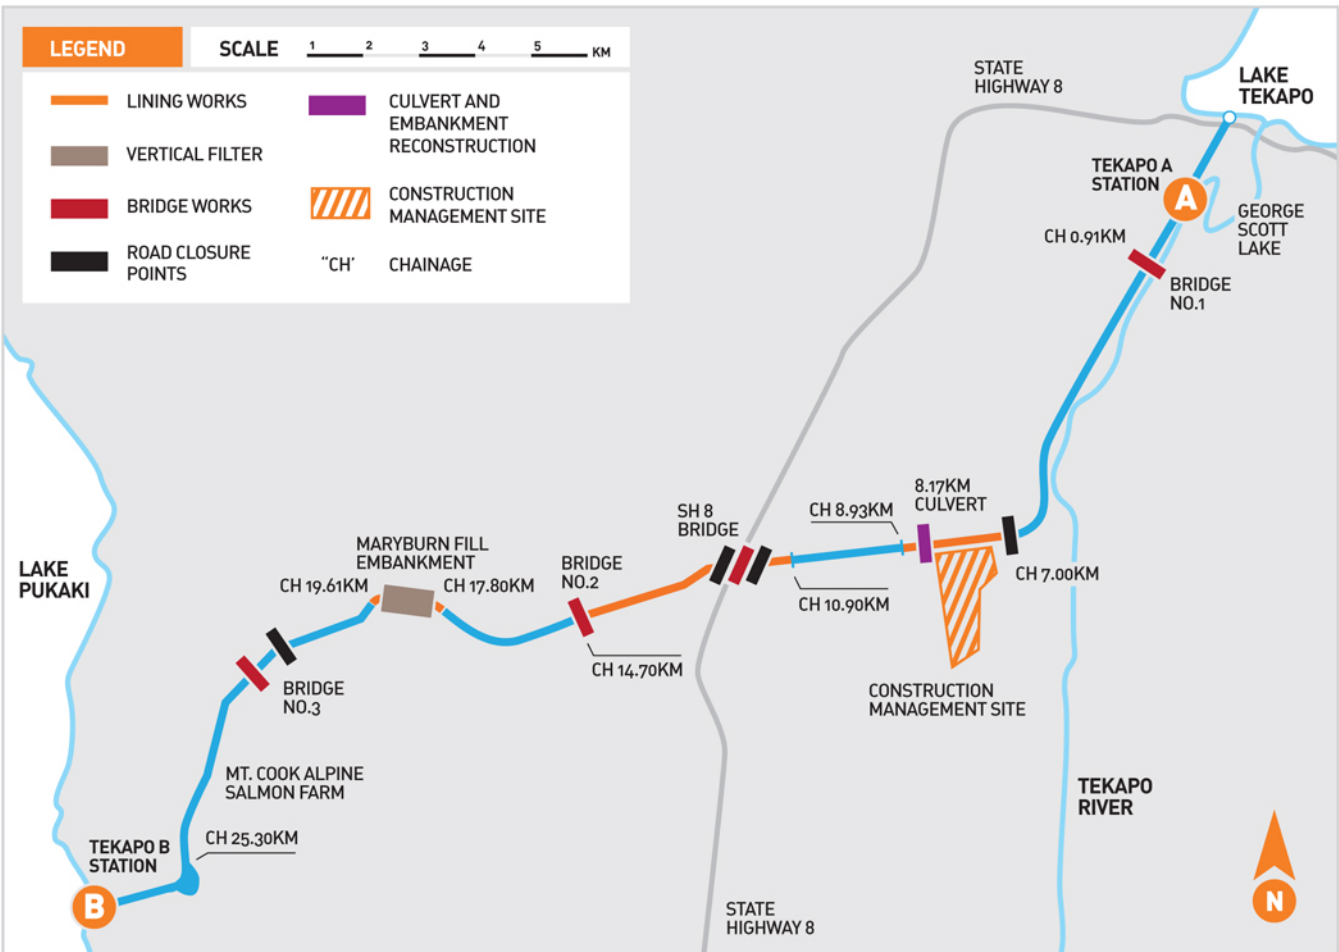 LEGEND
SCALE
1 2 3 4 5 KM
LINING WORKS
VERTICAL FILTER
BRIDGE WORKS
ROAD CLOSURE
POINTS
CULVERT AND
EMBANKMENT
RECONSTRUCTION
CONSTRUCTION
MANAGEMENT SITE
"CH' CHAINAGE
STATE
HIGHWAY 8
LAKE
TEKAPO
TEKAPO A
STATION
A
GEORGE
SCOTT
LAKE
CH 0.91KM
BRIDGE
NO.1
8.17KM
CULVERT
CH 8.93KM
SH 8
BRIDGE
CH 7.00KM
CH 10.90KM
MARYBURN FILL
EMBANKMENT
CH 19.61KM
CH 17.80KM
BRIDGE
NO.2
CH 14.70KM
LAKE
PUKAKI
BRIDGE
NO.3
CONSTRUCTION
MANAGEMENT SITE
MT. COOK ALPINE
SALMON FARM
TEKAPO
RIVER
CH 25.30KM
TEKAPO B
STATION
B
STATE
HIGHWAY 8
N